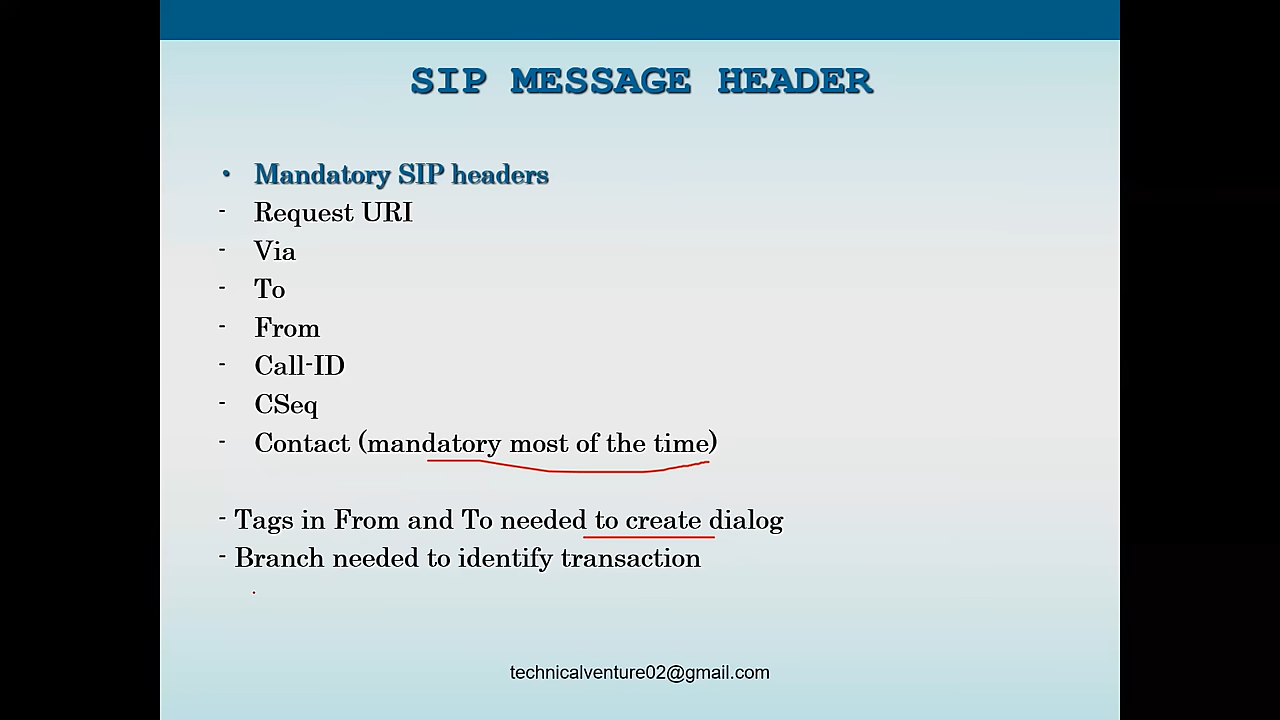 SIP MESSAGE HEADER
• Mandatory SIP headers
- Request URI
- Via
- To
- From
- Call-ID
- CSeq
- Contact (mandatory most of the time)
- Tags in From and To needed to create dialog
- Branch needed to identify transaction
technicalventure02@gmail.com